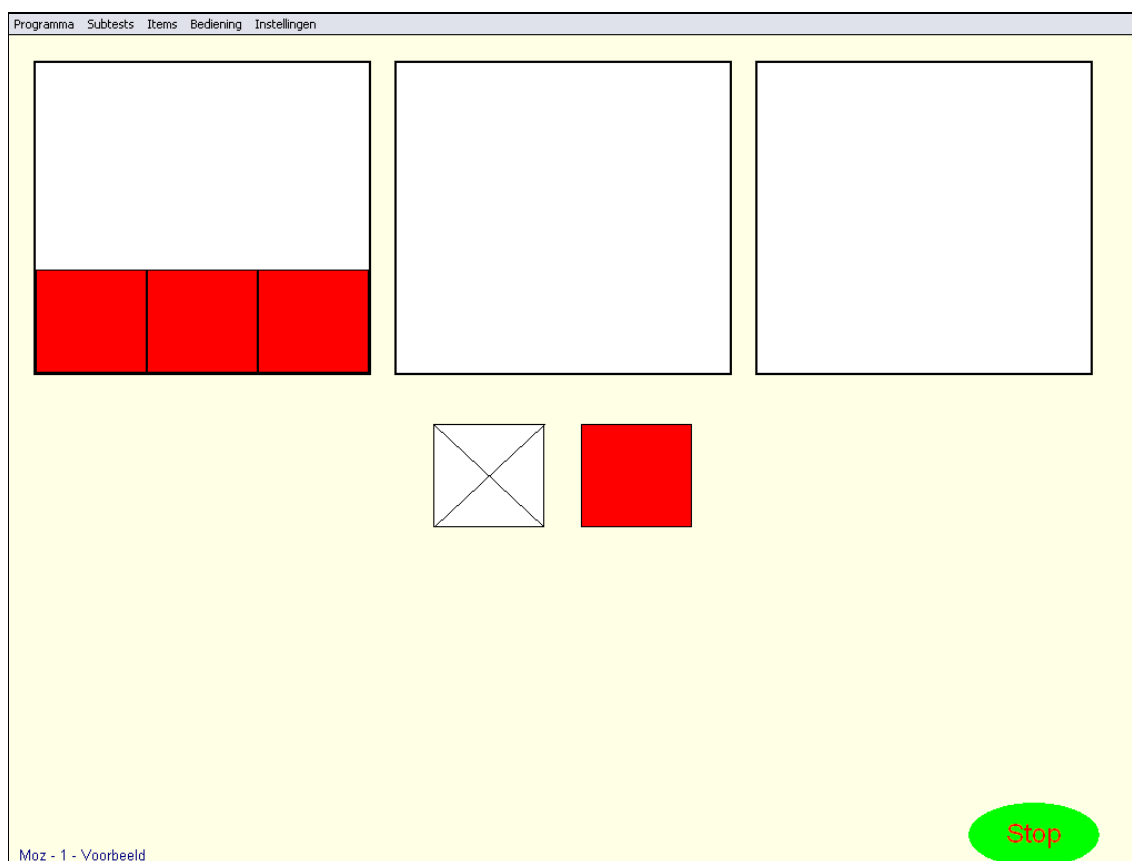 Programma Subtests Items Bediening Instellingen
Stop
Moz - 1 - Voorbeeld